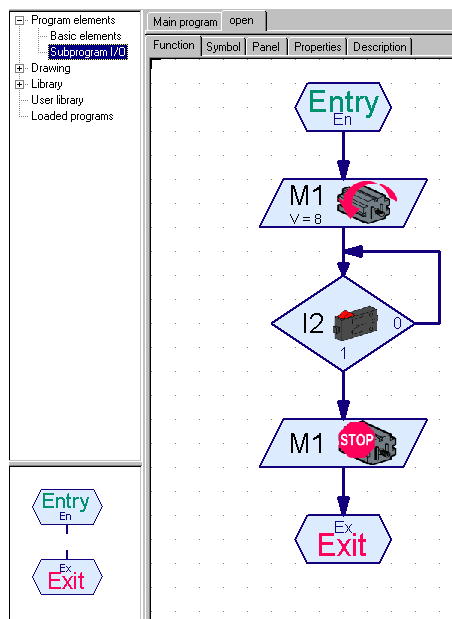 Program elements
Basic elements
Subprogram I/O
Drawing
Library
User library
Loaded programs
Main program
open
Function
Symbol
Panel
Properties
Description
Entry
En
M1
V = 8
I2
0
1
M1
STOP
Ex
Exit
Entry
En
Ex
Exit